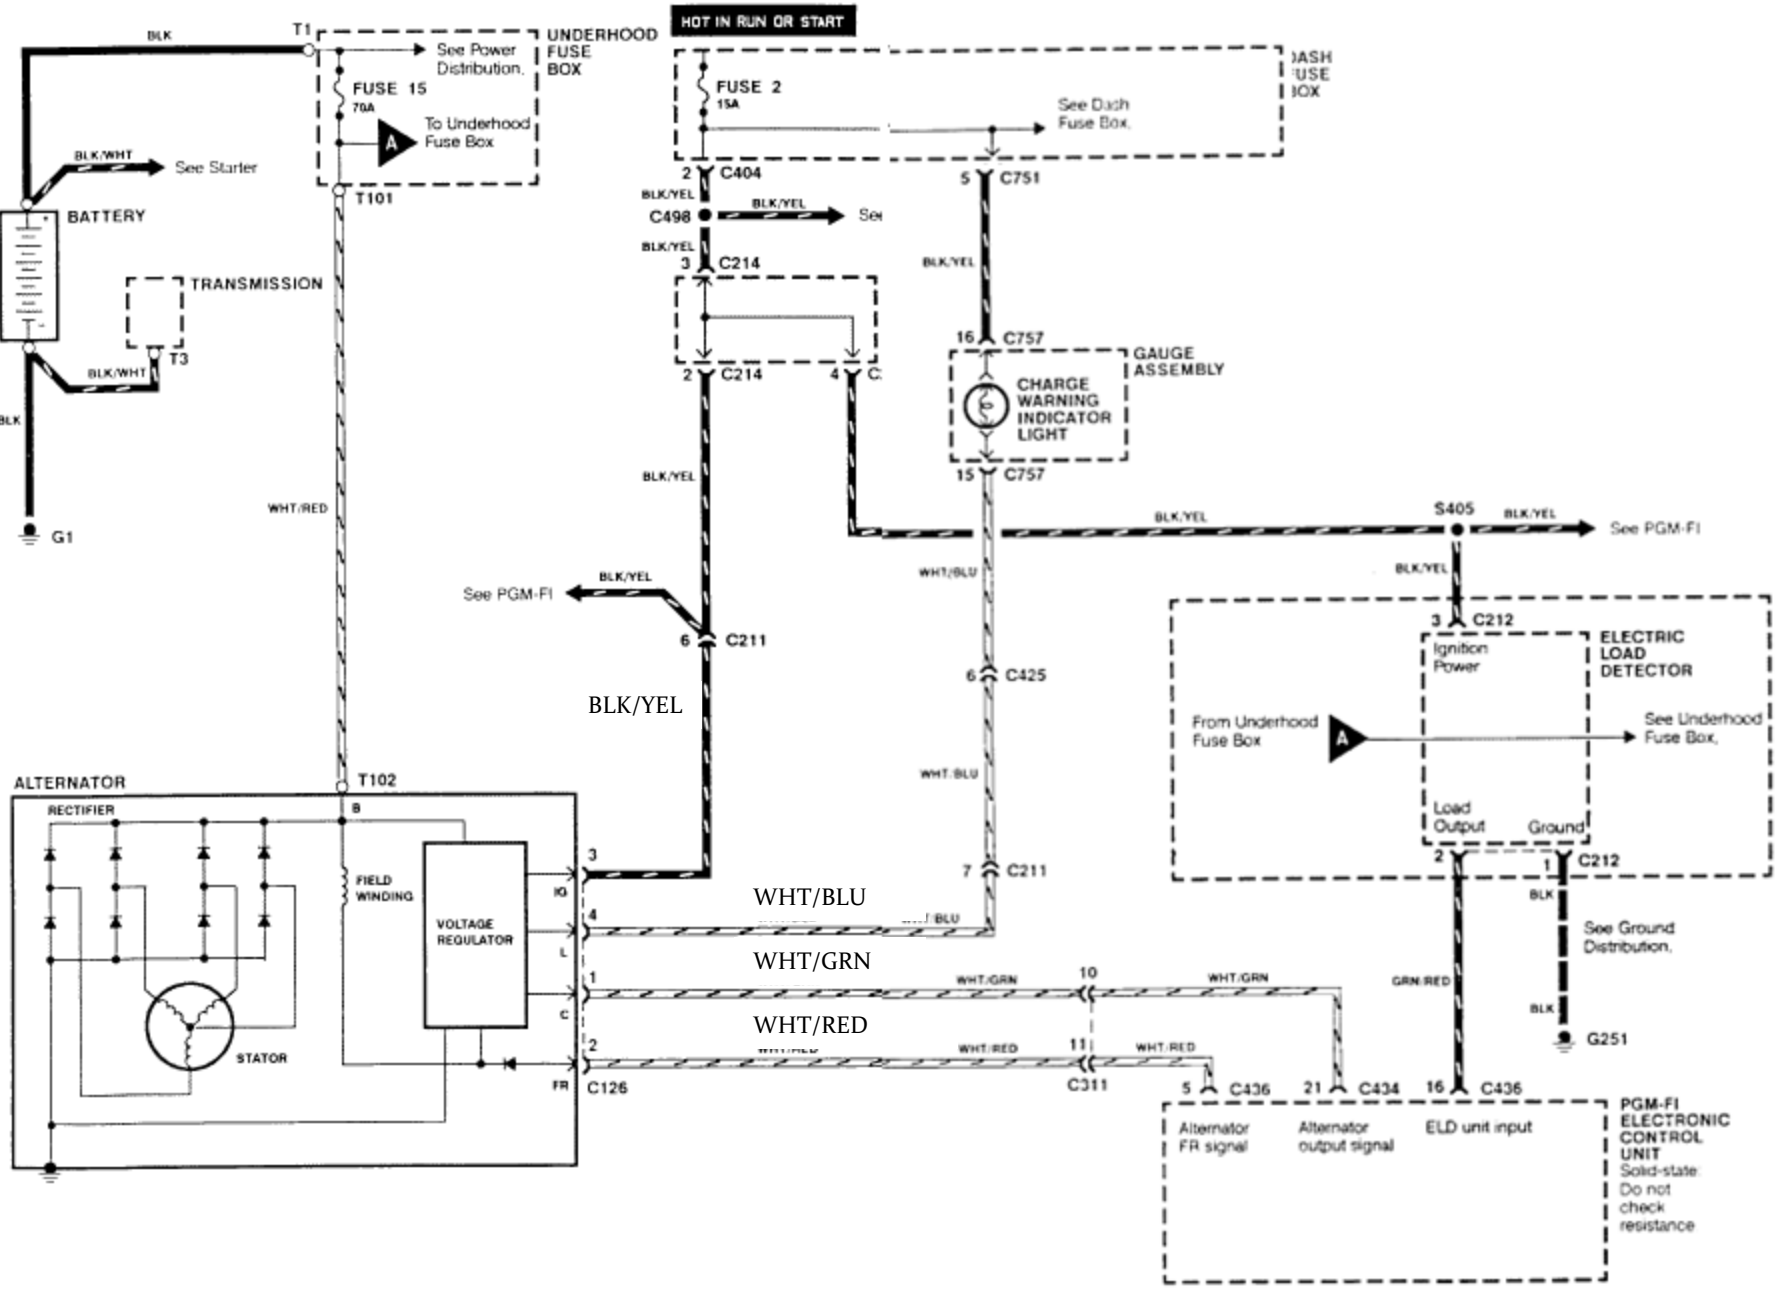 HOT IN RUN OR START
BLK
T1
See Power
Distribution.
UNDERHOOD
FUSE
BOX
FUSE 15
70A
A
To Underhood
Fuse Box
FUSE 2
15A
See Dash
Fuse Box.
BLK/WHT
See Starter
T101
BATTERY
TRANSMISSION
T3
BLK/WHT
BLK
G1
WHT/RED
2 C404
BLK/YEL
C498
BLK/YEL
BLK/YEL
3 C214
2 C214
4
BLK/YEL
5 C751
BLK/YEL
16 C757
GAUGE
ASSEMBLY
CHARGE
WARNING
INDICATOR
LIGHT
15 C757
BLK/YEL
S405
BLK/YEL
See PGM-FI
BLK/YEL
WHT/BLU
See PGM-FI
BLK/YEL
6 C211
BLK/YEL
6 C425
WHT/BLU
7 C211
3 C212
Ignition
Power
ELECTRIC
LOAD
DETECTOR
From Underhood
Fuse Box
A
See Underhood
Fuse Box,
Load
Output
Ground
2
1 C212
BLK
See Ground
Distribution.
GRN/RED
BLK
G251
ALTERNATOR
T102
B
RECTIFIER
FIELD
WINDING
VOLTAGE
REGULATOR
STATOR
3
IG
4
L
1
C
2
FR
C126
WHT/BLU
WHT/GRN
WHT/GRN
10
WHT/GRN
WHT/RED
WHT/RED
11
WHT/RED
C311
5 C436
21 C434
16 C436
Alternator
FR signal
Alternator
output signal
ELD unit input
PGM-FI
ELECTRONIC
CONTROL
UNIT
Solid-state:
Do not
check
resistance